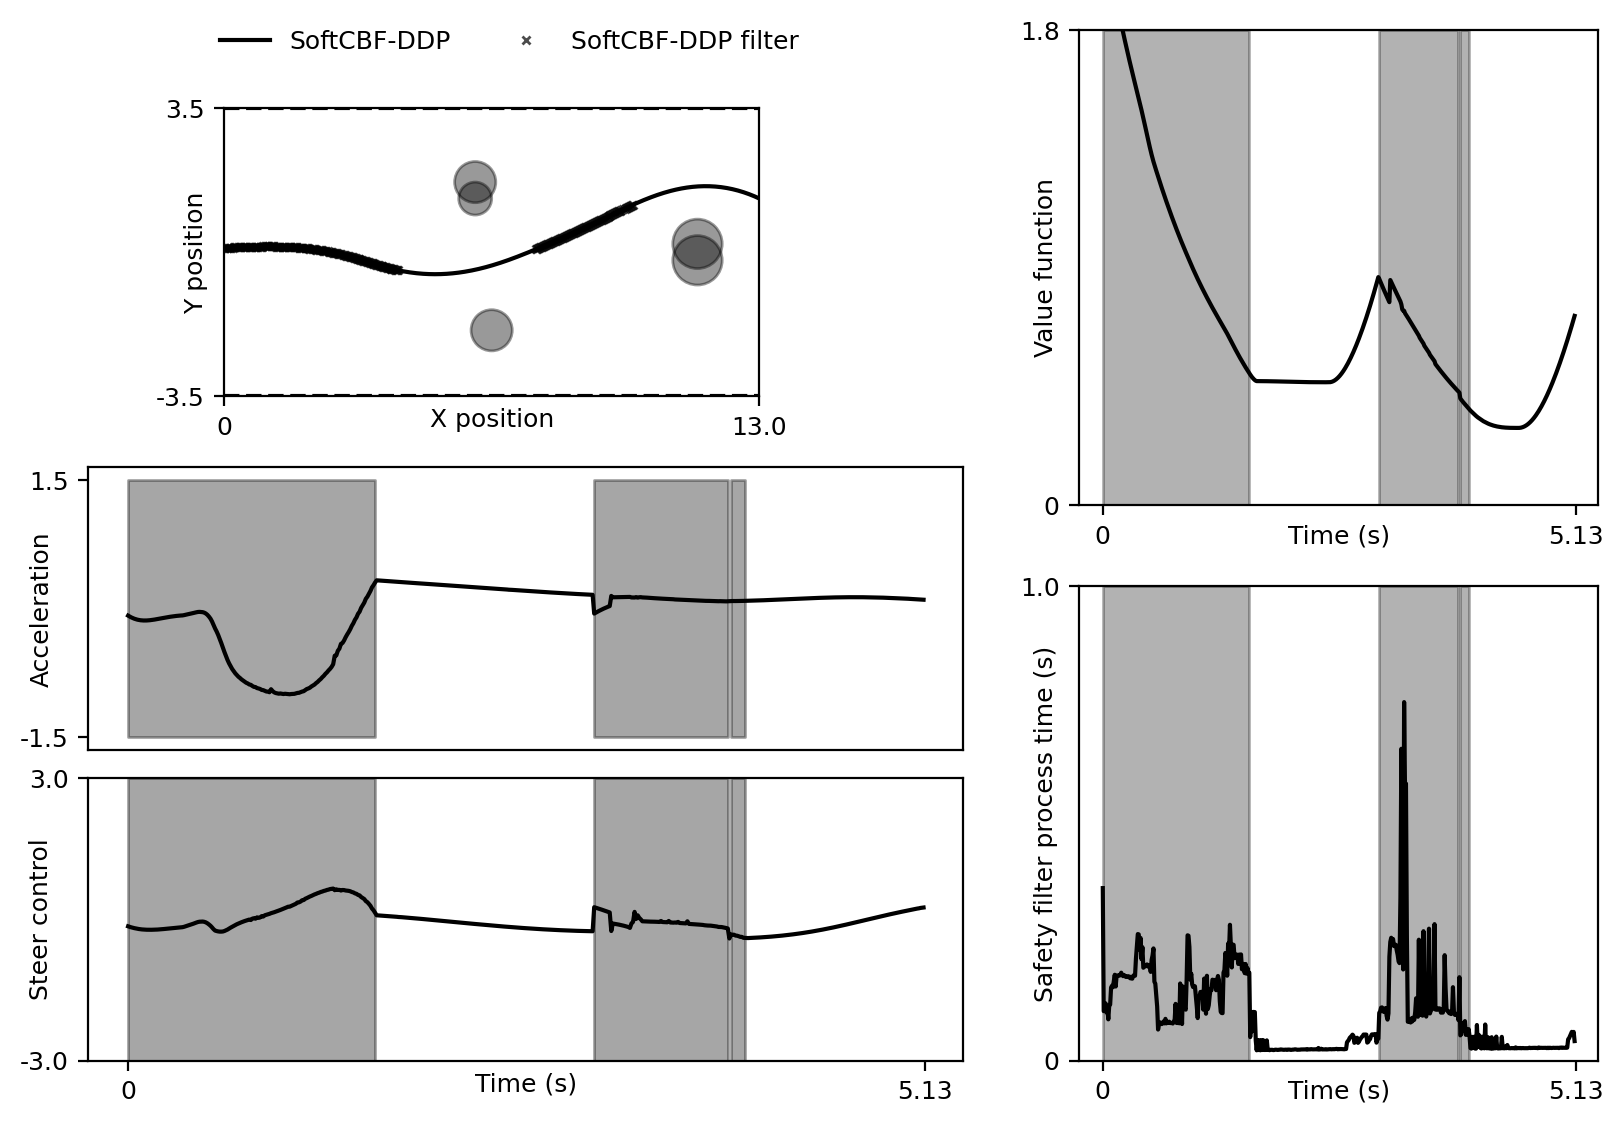 SoftCBF-DDP
SoftCBF-DDP filter
3.5
Y position
-3.5
0
X position
13.0
1.5
Acceleration
-1.5
3.0
Steer control
-3.0
0
Time (s)
5.13
1.8
Value function
0
0
Time (s)
5.13
1.0
Safety filter process time (s)
0
0
Time (s)
5.13